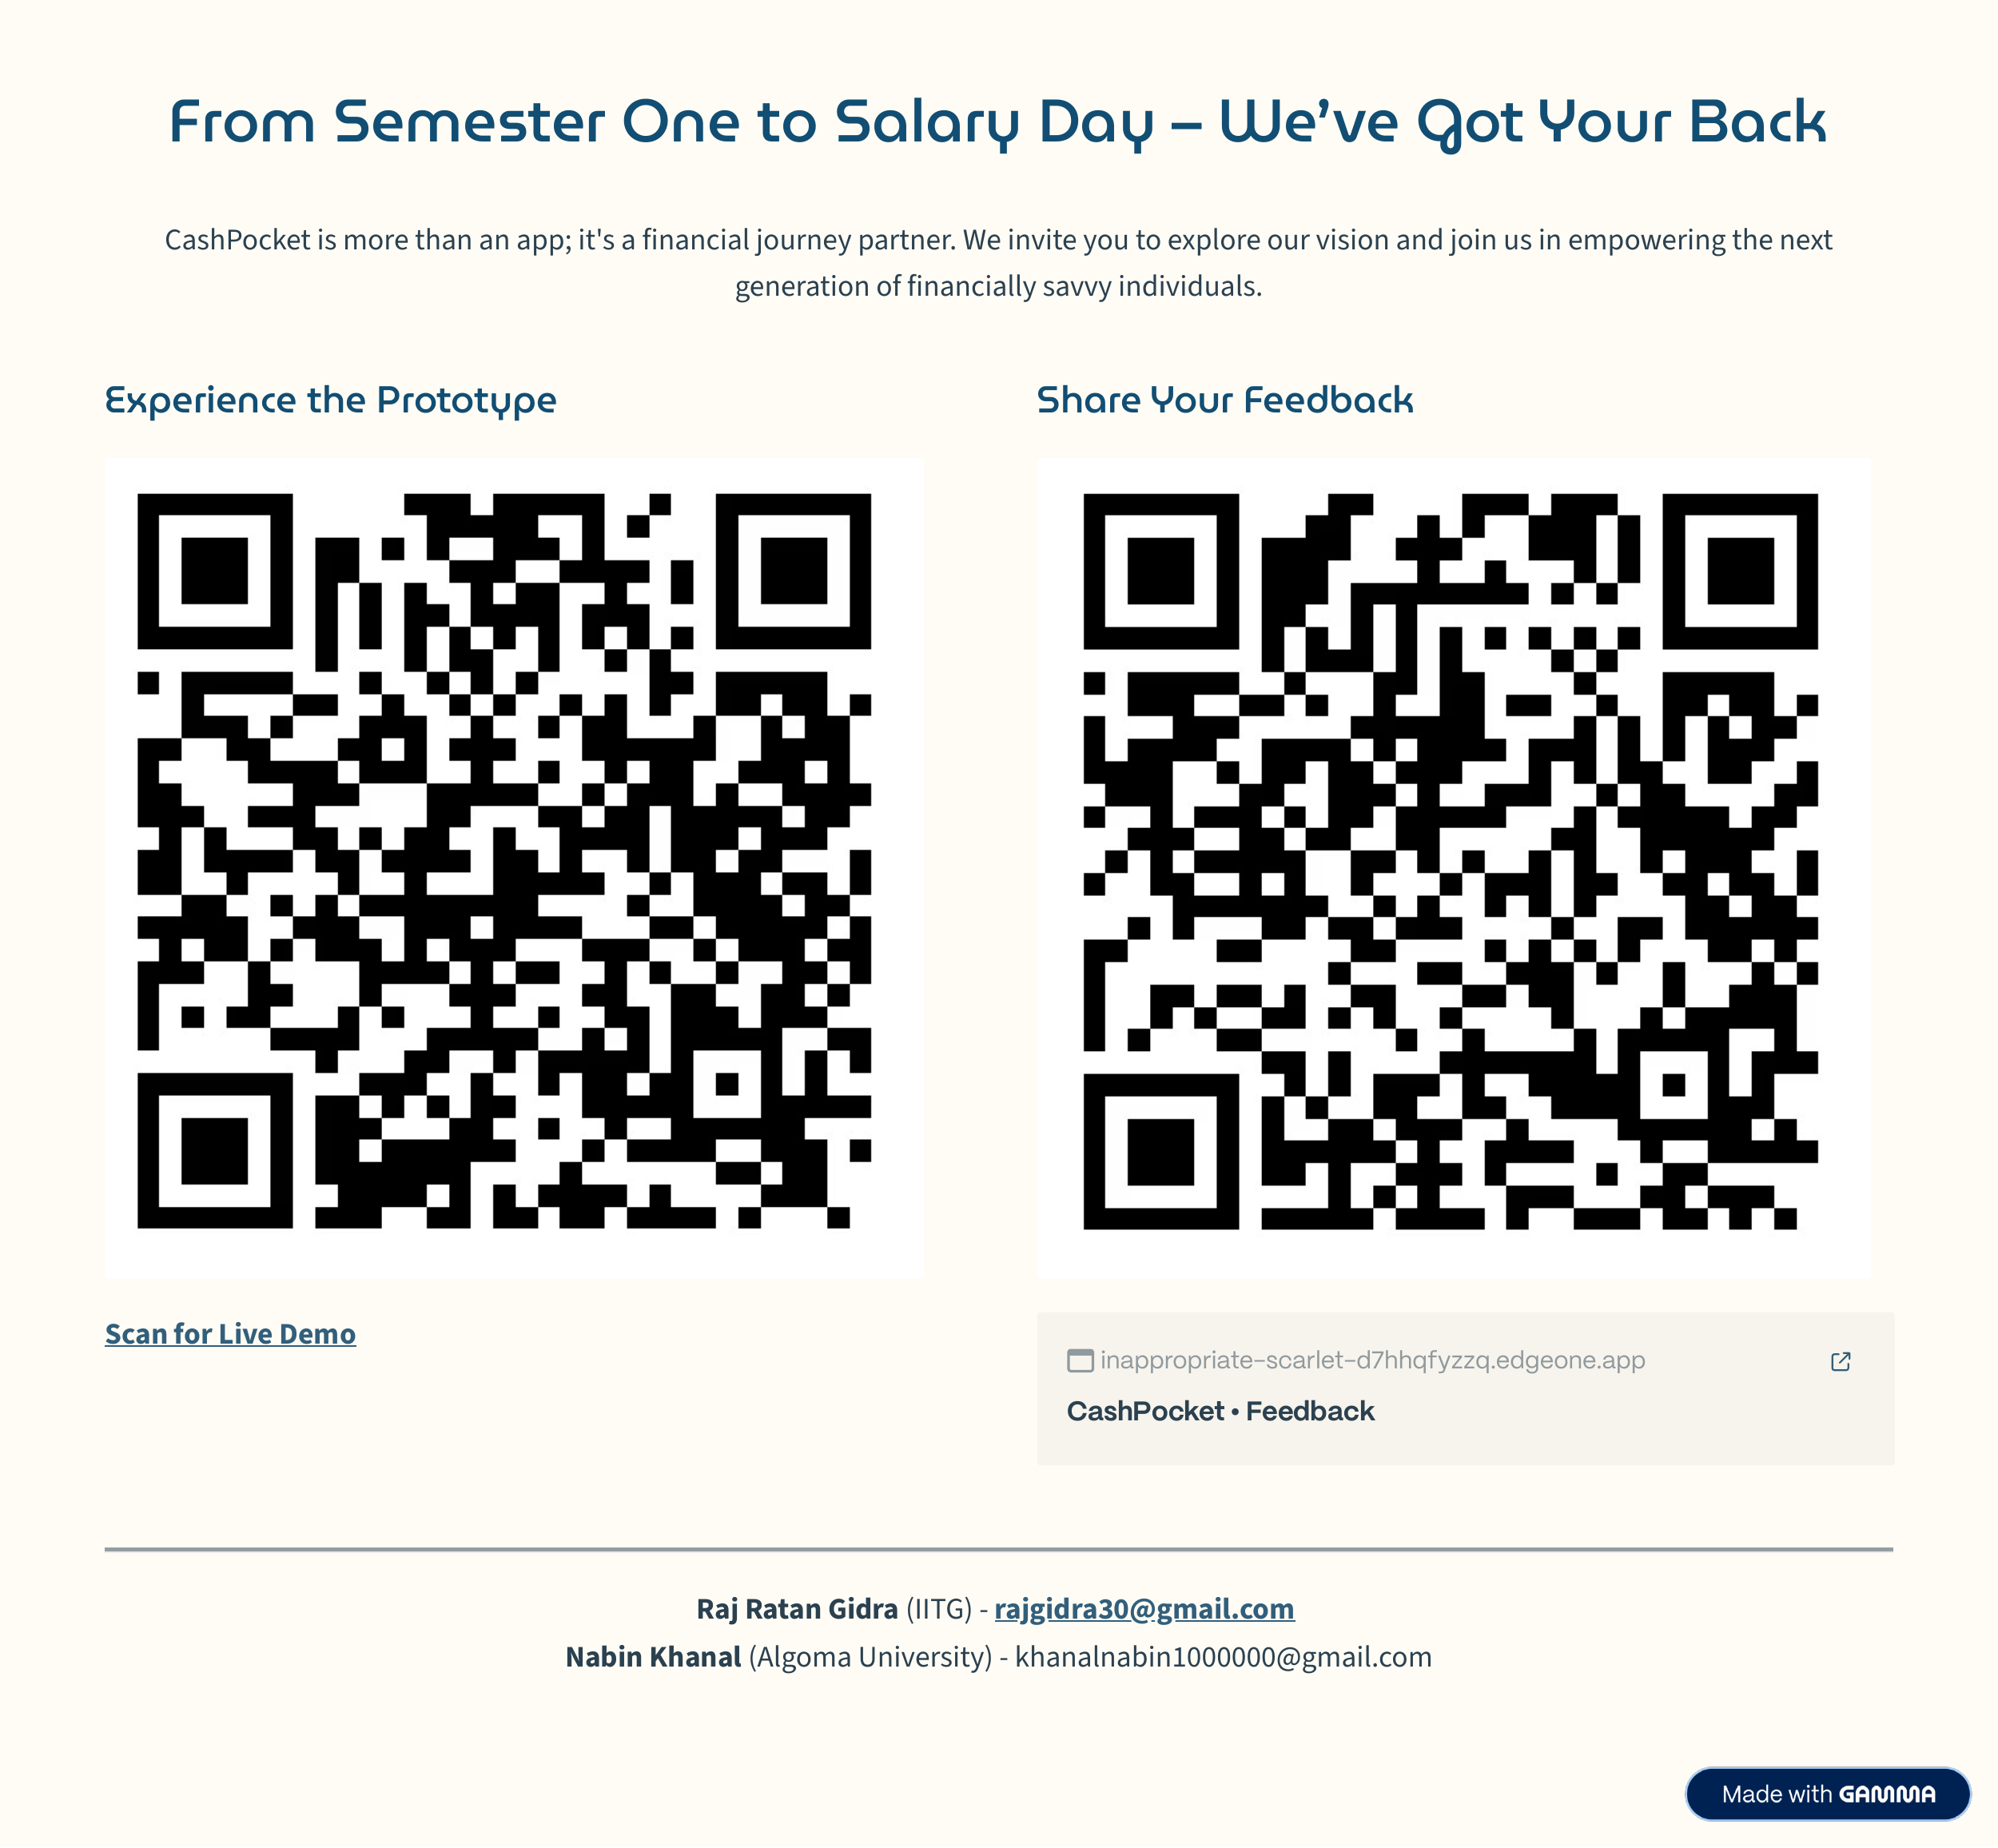 From Semester One to Salary Day – We’ve Got Your Back
CashPocket is more than an app; it's a financial journey partner. We invite you to explore our vision and join us in empowering the next
generation of financially savvy individuals.
Experience the Prototype
Share Your Feedback
Scan for Live Demo
inappropriate-scarlet-d7hhqfyzzq.edgeone.app
CashPocket • Feedback
Raj Ratan Gidra (IITG) - rajgidra30@gmail.com
Nabin Khanal (Algoma University) - khanalnabin1000000@gmail.com
Made with GAMMA